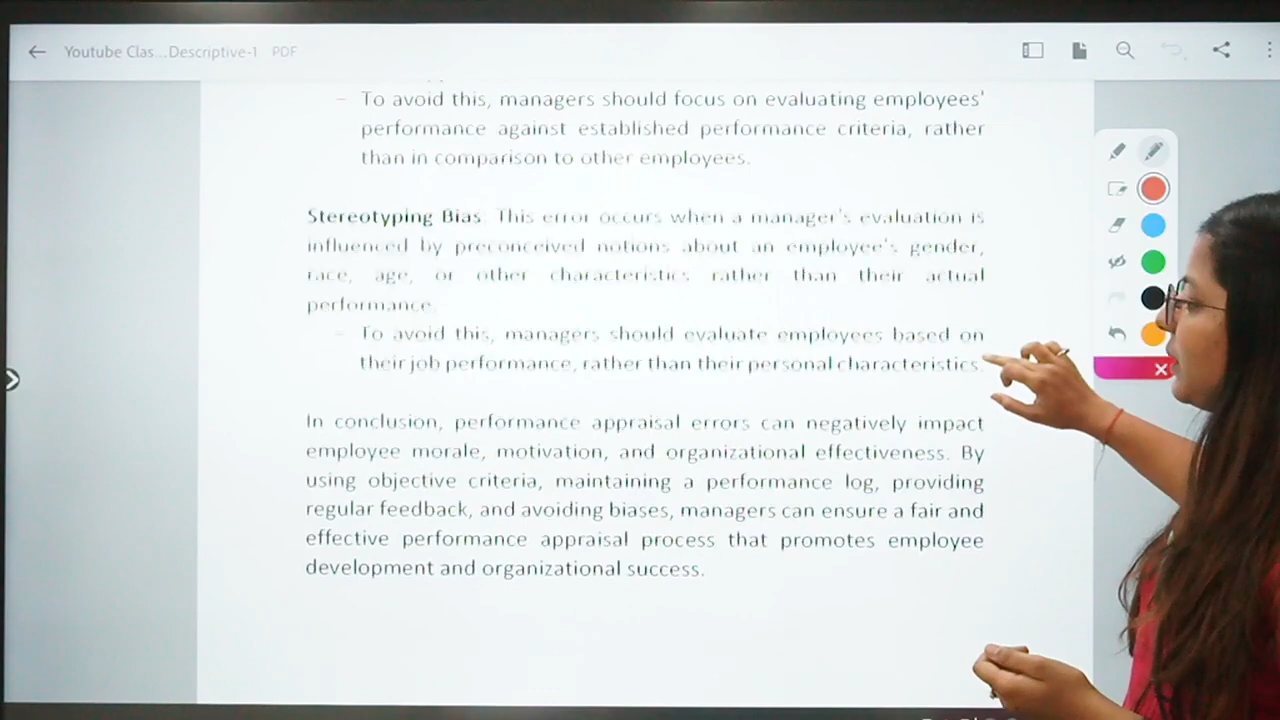 Youtube Clas...Descriptive-1 PDF
– To avoid this, managers should focus on evaluating employees'
performance against established performance criteria, rather
than in comparison to other employees.
Stereotyping Bias This error occurs when a manager's evaluation is
influenced by preconceived notions about an employee's gender,
race, age, or other characteristics rather than their actual
performance.
– To avoid this, managers should evaluate employees based on
their job performance, rather than their personal characteristics.
In conclusion, performance appraisal errors can negatively impact
employee morale, motivation, and organizational effectiveness. By
using objective criteria, maintaining a performance log, providing
regular feedback, and avoiding biases, managers can ensure a fair and
effective performance appraisal process that promotes employee
development and organizational success.